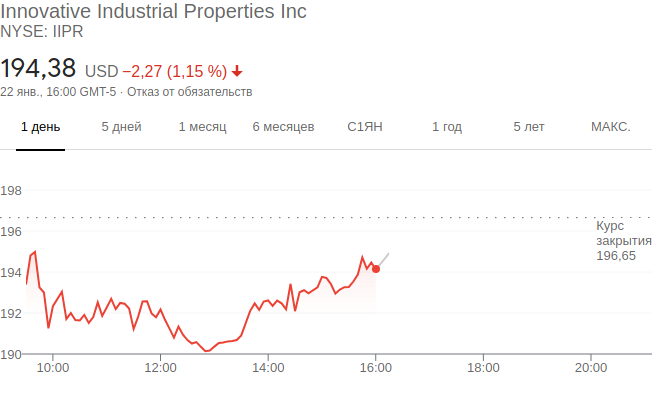 Innovative Industrial Properties Inc
NYSE: IIPR
194,38 USD −2,27 (1,15 %)
22 янв., 16:00 GMT-5 · Отказ от обязательств
1 день 5 дней 1 месяц 6 месяцев С1ЯН 1 год 5 лет МАКС.
198
196
Курс
закрытия
196,65
194
192
190
10:00 12:00 14:00 16:00 18:00 20:00